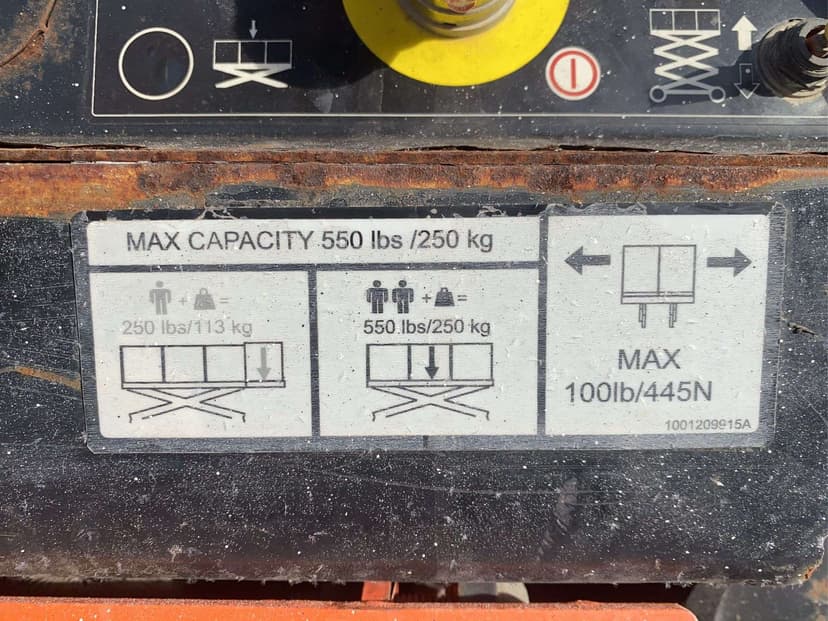 MAX CAPACITY 550 lbs /250 kg
+ =
250 lbs/113 kg
+ =
550 lbs/250 kg
MAX
100lb/445N
1001209915A